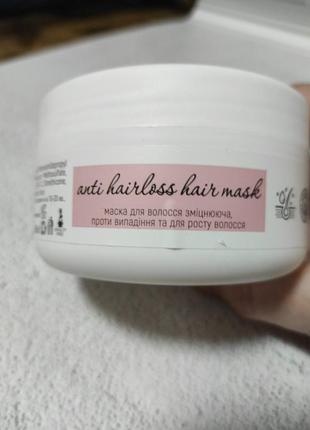 anti hairloss hair mask
маска для волосся зміцнююча,
проти випадіння та для росту волосся